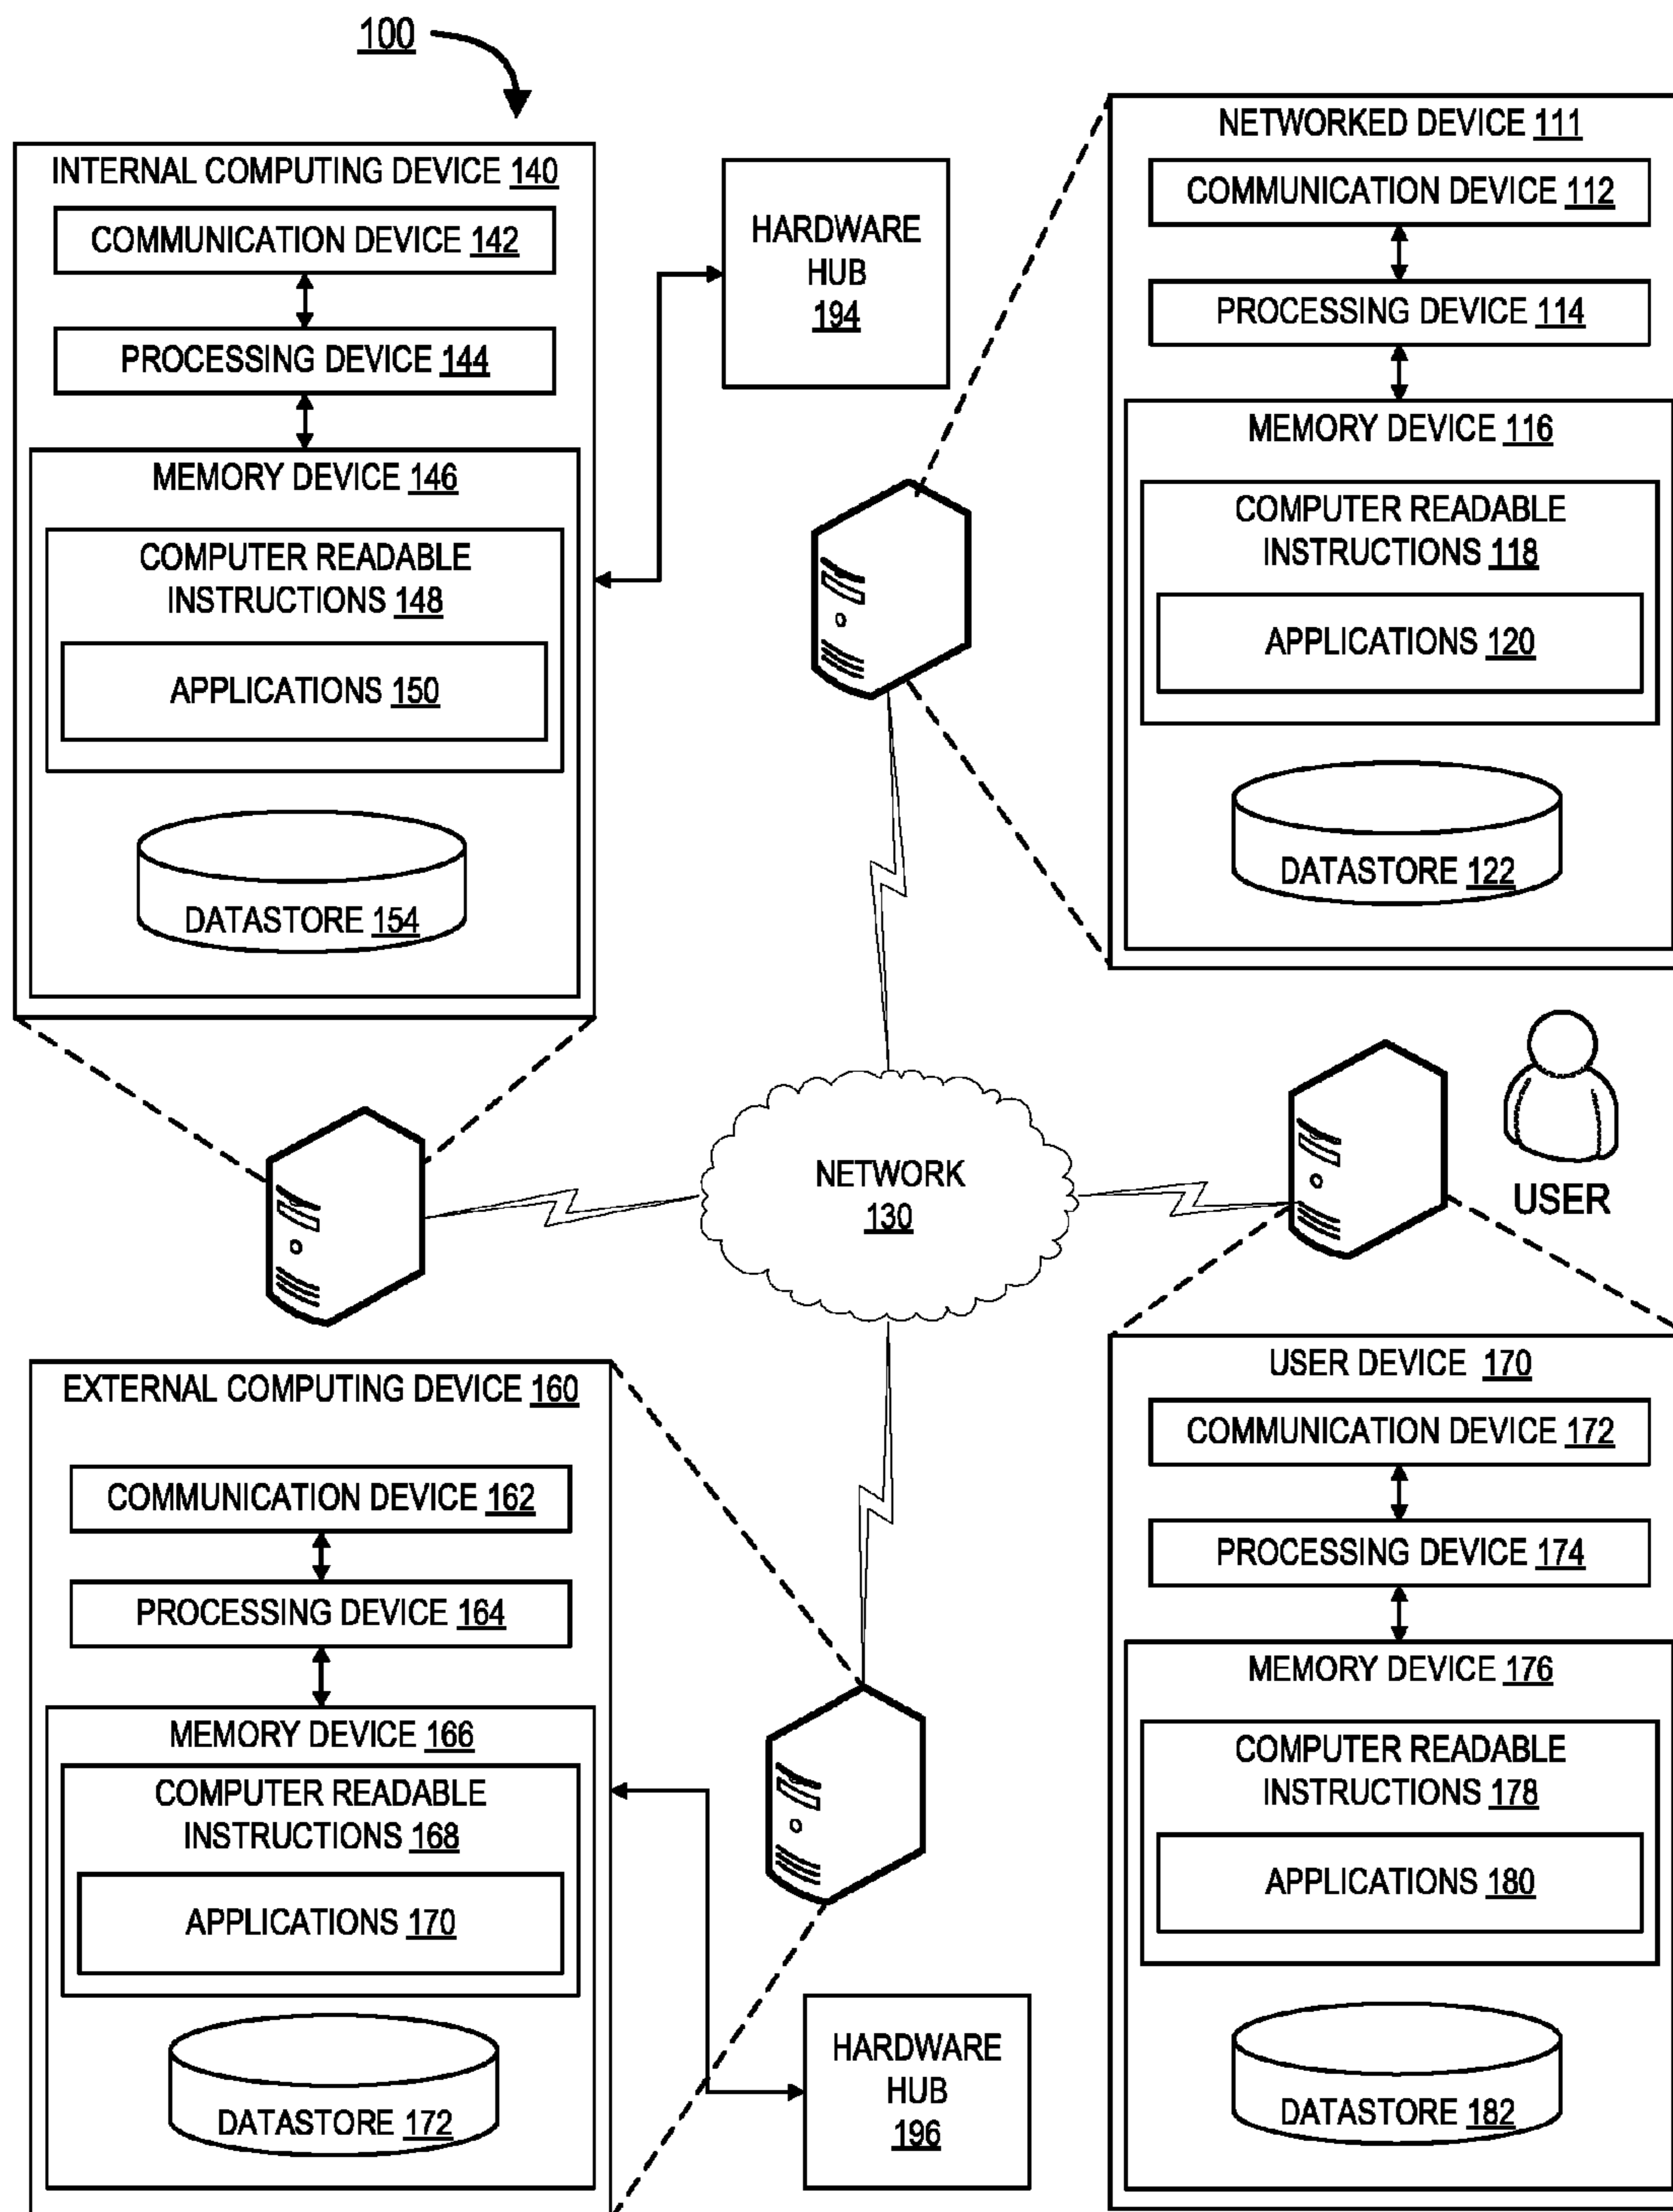 100
INTERNAL COMPUTING DEVICE 140
COMMUNICATION DEVICE 142
PROCESSING DEVICE 144
MEMORY DEVICE 146
COMPUTER READABLE
INSTRUCTIONS 148
APPLICATIONS 150
DATASTORE 154
HARDWARE
HUB
194
NETWORKED DEVICE 111
COMMUNICATION DEVICE 112
PROCESSING DEVICE 114
MEMORY DEVICE 116
COMPUTER READABLE
INSTRUCTIONS 118
APPLICATIONS 120
DATASTORE 122
NETWORK
130
USER
EXTERNAL COMPUTING DEVICE 160
COMMUNICATION DEVICE 162
PROCESSING DEVICE 164
MEMORY DEVICE 166
COMPUTER READABLE
INSTRUCTIONS 168
APPLICATIONS 170
DATASTORE 172
HARDWARE
HUB
196
USER DEVICE 170
COMMUNICATION DEVICE 172
PROCESSING DEVICE 174
MEMORY DEVICE 176
COMPUTER READABLE
INSTRUCTIONS 178
APPLICATIONS 180
DATASTORE 182